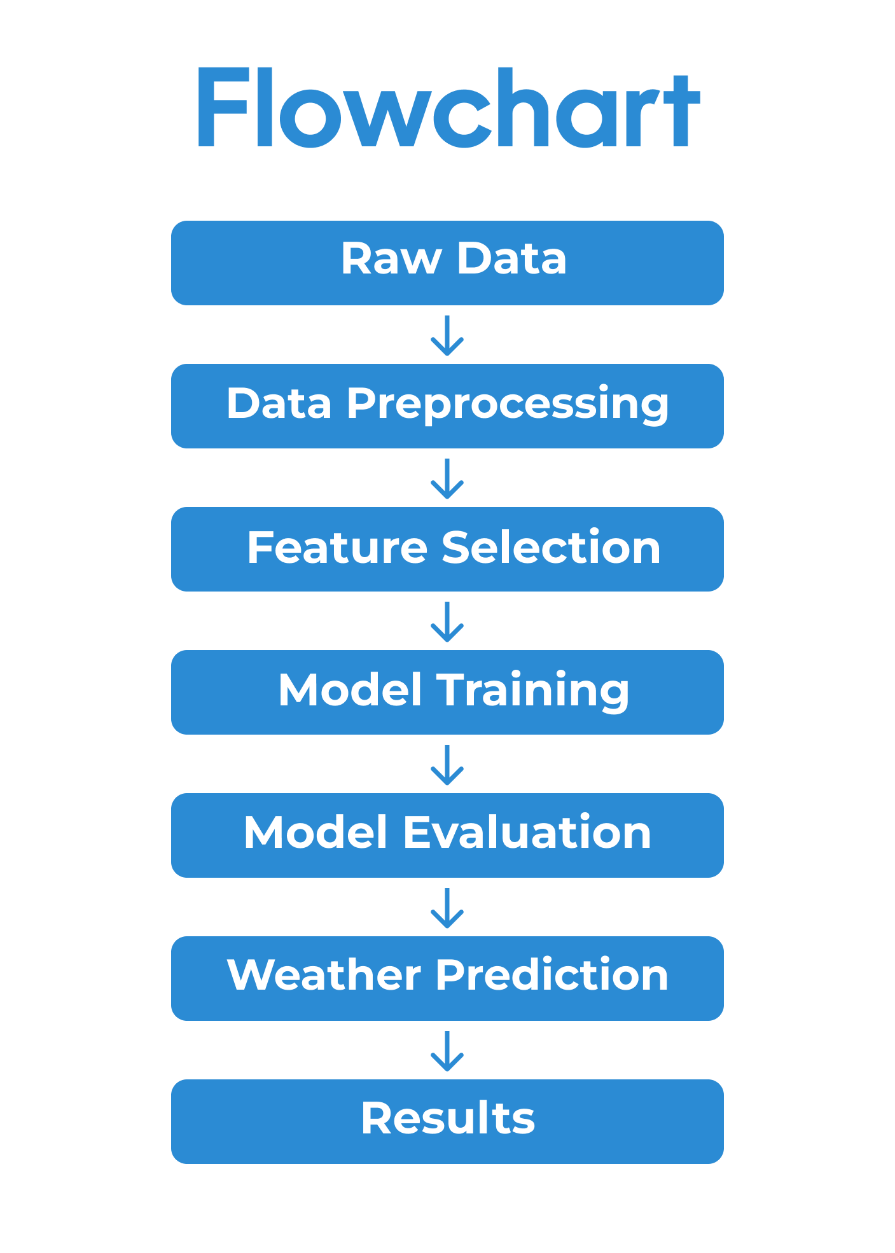 Flowchart
Raw Data
Data Preprocessing
Feature Selection
Model Training
Model Evaluation
Weather Prediction
Results